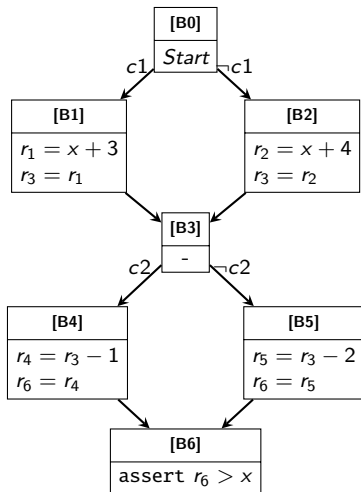 [B0]
Start
c1 ¬c1
[B1] [B2]
r₁ = x + 3 r₂ = x + 4
r₃ = r₁ r₃ = r₂
[B3]
c2 - ¬c2
[B4] [B5]
r₄ = r₃ − 1 r₅ = r₃ − 2
r₆ = r₄ r₆ = r₅
[B6]
assert r₆ > x